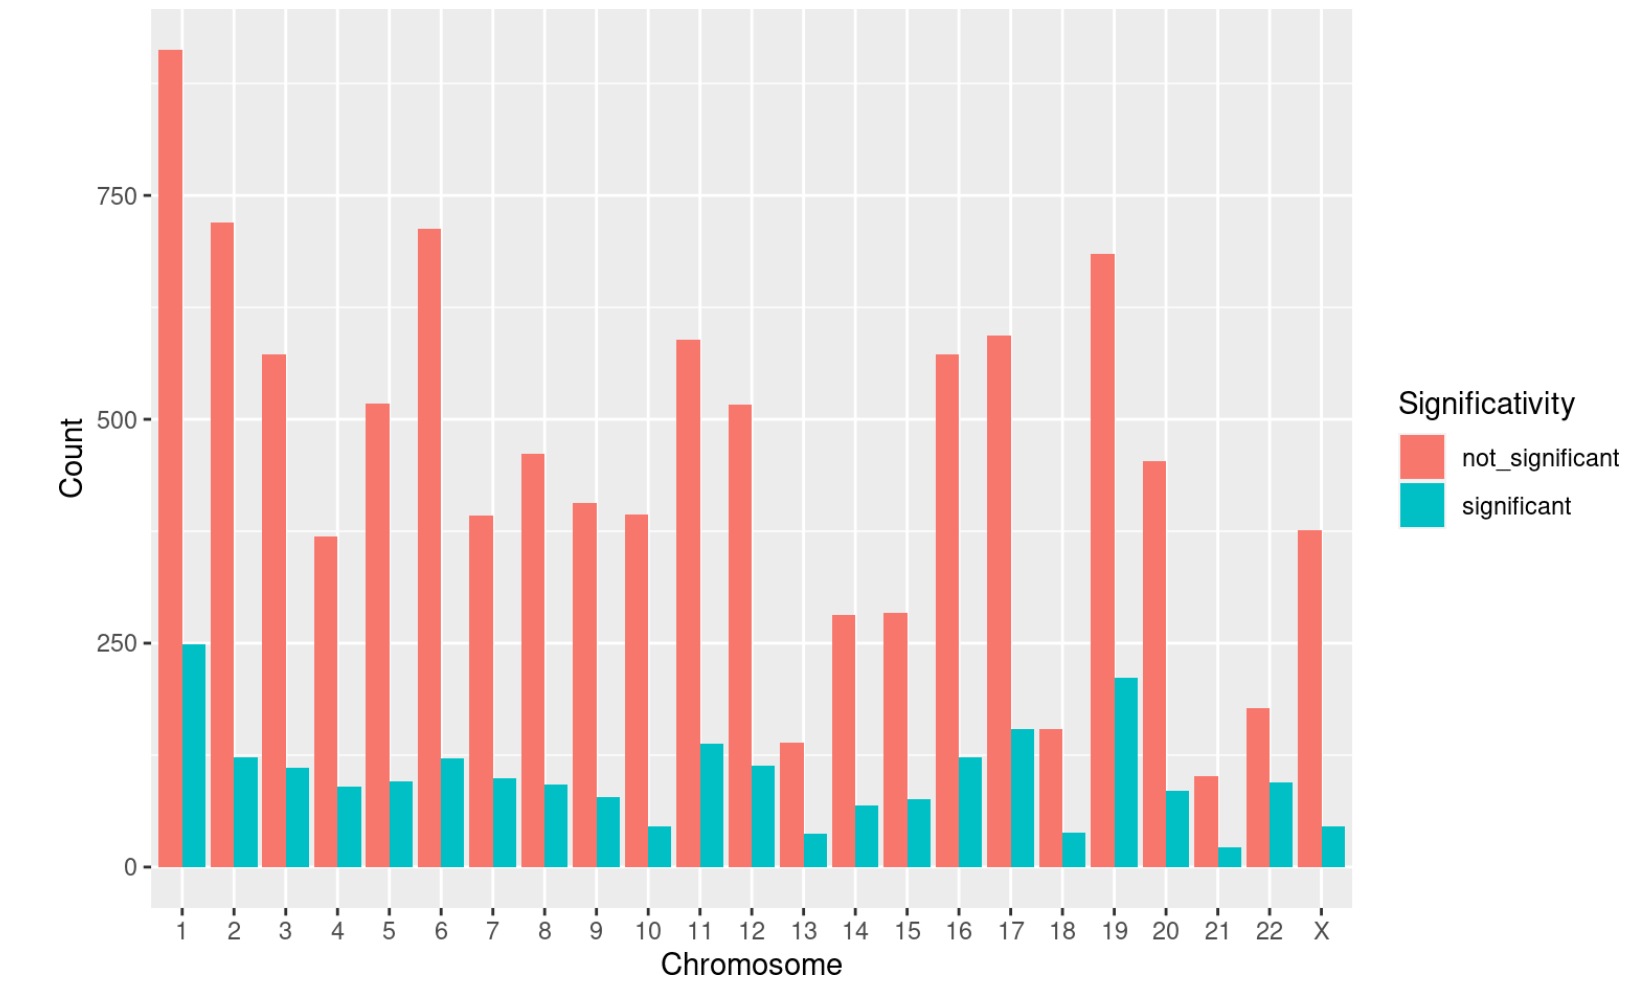 750
500
250
0
Count
1 2 3 4 5 6 7 8 9 10 11 12 13 14 15 16 17 18 19 20 21 22 X
Chromosome
Significativity
not_significant
significant